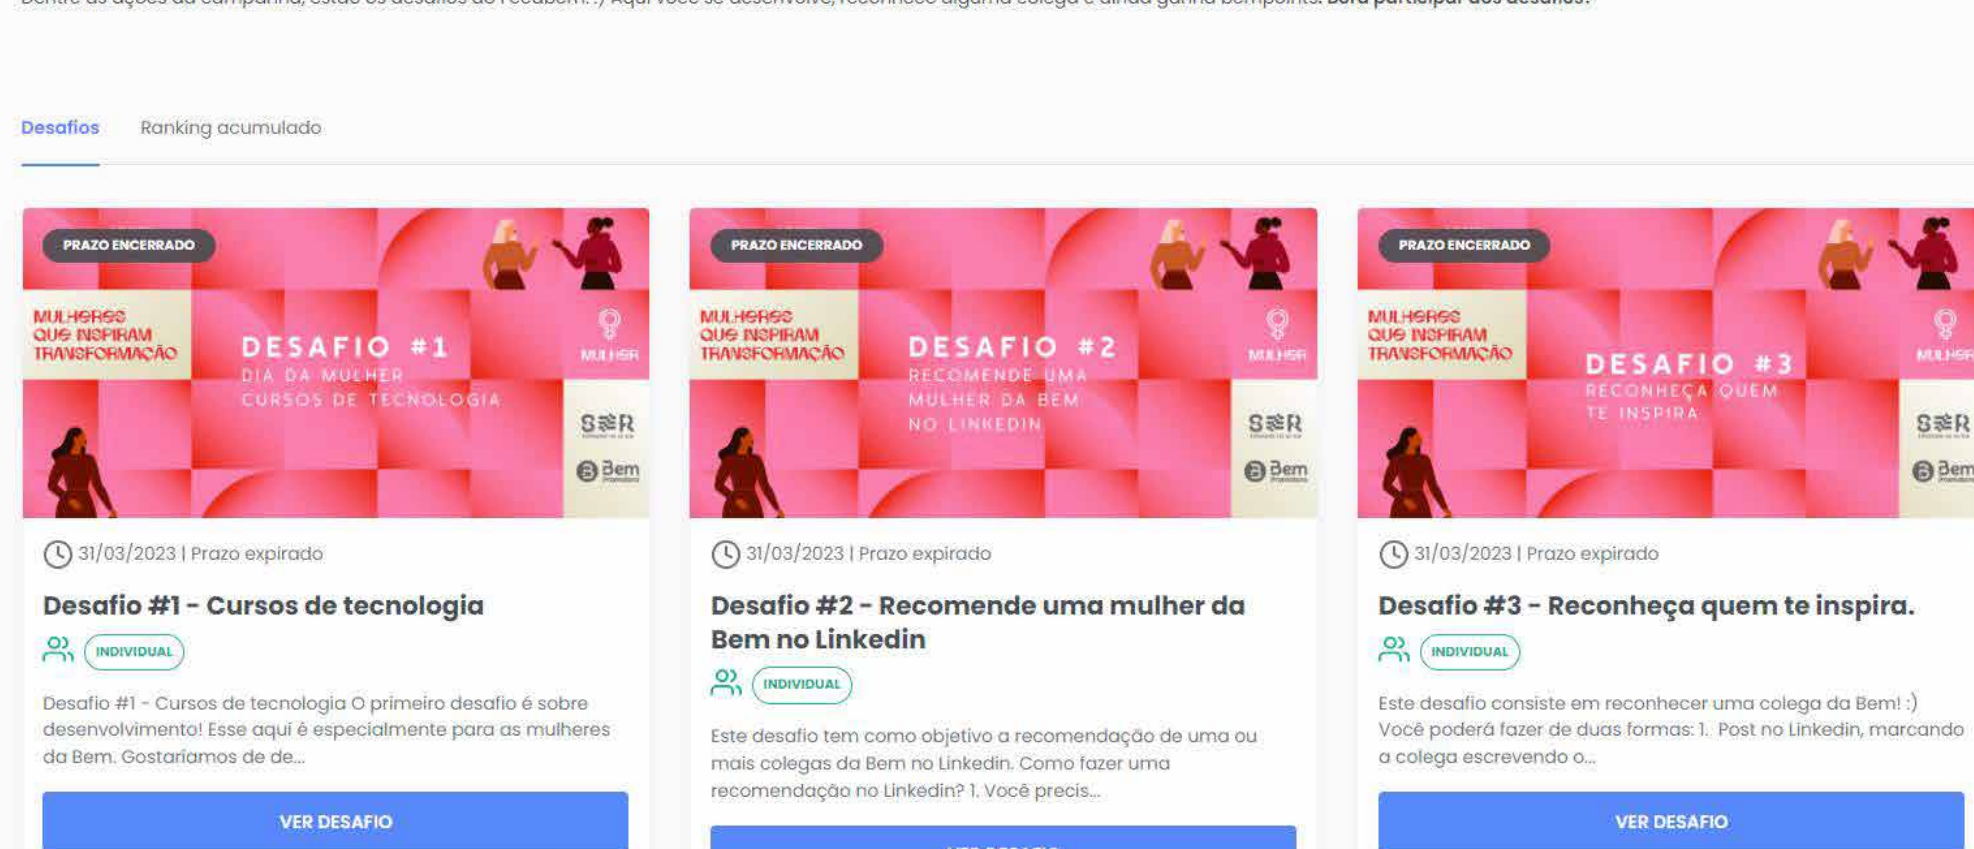 Desafios Ranking acumulado
PRAZO ENCERRADO
MULHERES
QUE INSPIRAM
TRANSFORMAÇÃO
DESAFIO #1
DIA DA MULHER
CURSOS DE TECNOLOGIA
MULHER
SER
Bem
31/03/2023 | Prazo expirado
Desafio #1 - Cursos de tecnologia
INDIVIDUAL
Desafio #1 - Cursos de tecnologia O primeiro desafio é sobre
desenvolvimento! Esse aqui é especialmente para as mulheres
da Bem. Gostaríamos de de...
VER DESAFIO
PRAZO ENCERRADO
MULHERES
QUE INSPIRAM
TRANSFORMAÇÃO
DESAFIO #2
RECOMENDE UMA
MULHER DA BEM
NO LINKEDIN
MULHER
SER
Bem
31/03/2023 | Prazo expirado
Desafio #2 - Recomende uma mulher da
Bem no Linkedin
INDIVIDUAL
Este desafio tem como objetivo a recomendação de uma ou
mais colegas da Bem no Linkedin. Como fazer uma
recomendação no Linkedin? 1. Você precis...
PRAZO ENCERRADO
MULHERES
QUE INSPIRAM
TRANSFORMAÇÃO
DESAFIO #3
RECONHEÇA QUEM
TE INSPIRA
MULHER
SER
Bem
31/03/2023 | Prazo expirado
Desafio #3 - Reconheça quem te inspira.
INDIVIDUAL
Este desafio consiste em reconhecer uma colega da Bem! :)
Você poderá fazer de duas formas: 1. Post no Linkedin, marcando
a colega escrevendo o...
VER DESAFIO